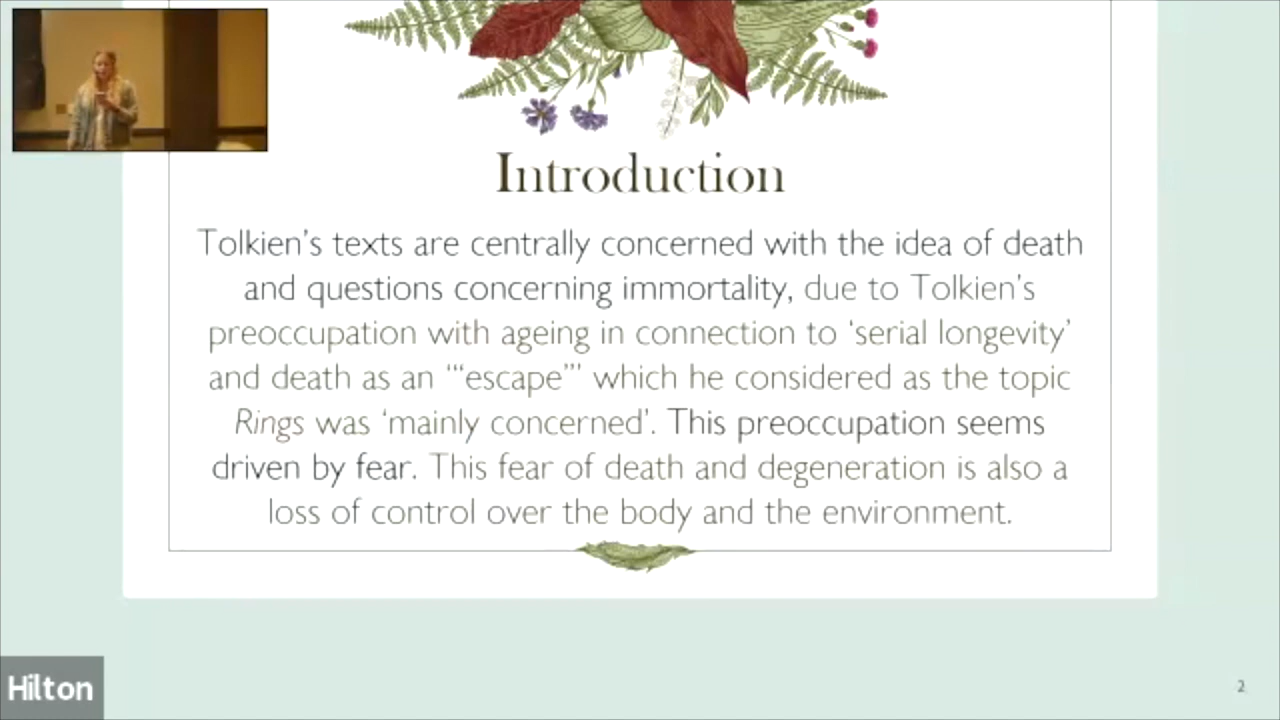 Introduction
Tolkien’s texts are centrally concerned with the idea of death
and questions concerning immortality, due to Tolkien’s
preoccupation with ageing in connection to ‘serial longevity’
and death as an ‘“escape”’ which he considered as the topic
Rings was ‘mainly concerned’. This preoccupation seems
driven by fear. This fear of death and degeneration is also a
loss of control over the body and the environment.
Hilton
2